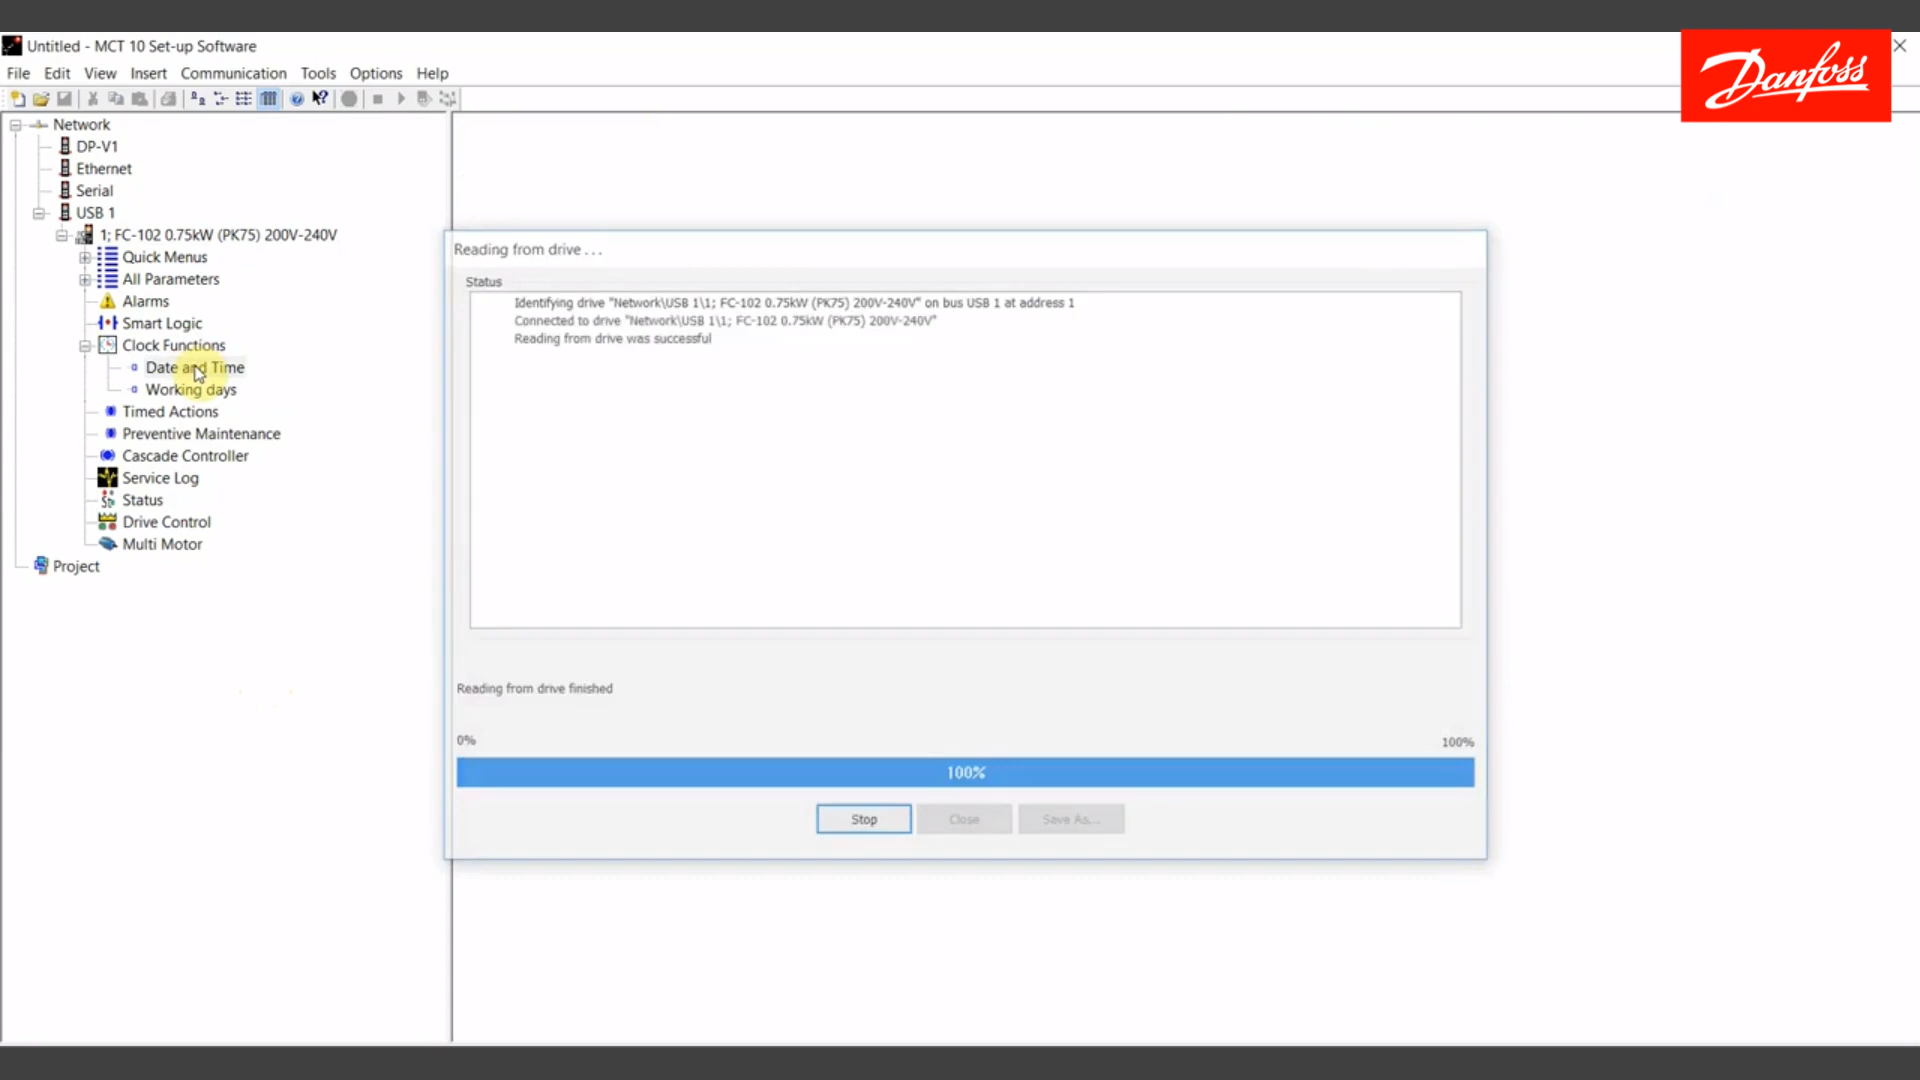 Untitled - MCT 10 Set-up Software
Danfoss
File Edit View Insert Communication Tools Options Help
Network
DP-V1
Ethernet
Serial
USB 1
1; FC-102 0.75kW (PK75) 200V-240V
Quick Menus
All Parameters
Alarms
Smart Logic
Clock Functions
Date and Time
Working days
Timed Actions
Preventive Maintenance
Cascade Controller
Service Log
Status
Drive Control
Multi Motor
Project
Reading from drive . . .
Status
Identifying drive "Network\USB 1\1; FC-102 0.75kW (PK75) 200V-240V" on bus USB 1 at address 1
Connected to drive "Network\USB 1\1; FC-102 0.75kW (PK75) 200V-240V"
Reading from drive was successful
Reading from drive finished
0% 100%
100%
Stop Close Save As...